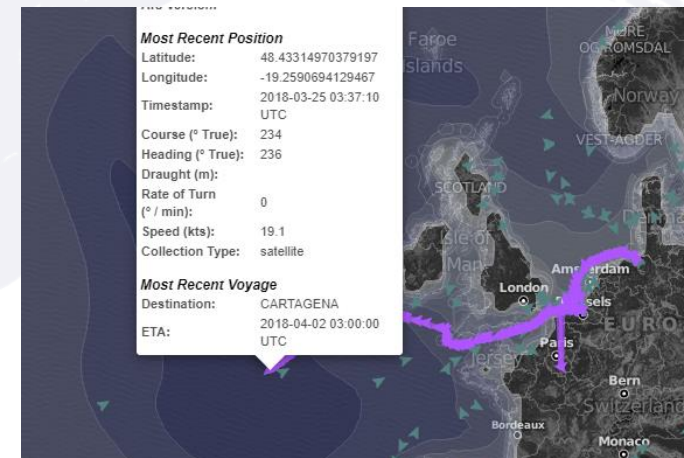 Most Recent Position
Latitude: 48.43314970379197
Longitude: -19.2590694129467
Timestamp: 2018-03-25 03:37:10
UTC
Course (° True): 234
Heading (° True): 236
Draught (m):
Rate of Turn
(° / min): 0
Speed (kts): 19.1
Collection Type: satellite
Most Recent Voyage
Destination: CARTAGENA
ETA: 2018-04-02 03:00:00
UTC
Faroe
Islands
MØRE
OG ROMSDAL
Norway
VEST-AGDER
SCOTLAND
Isle of
Man
Amsterdam
London
EURO
Paris
Jersey
Bern
Switzerland
Bordeaux
Monaco